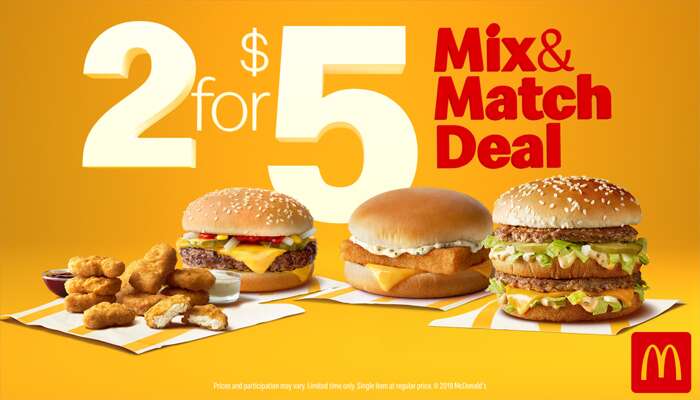 2 for $5
Mix&
Match
Deal
Prices and participation may vary. Limited time only. Single item at regular price. © 2018 McDonald's